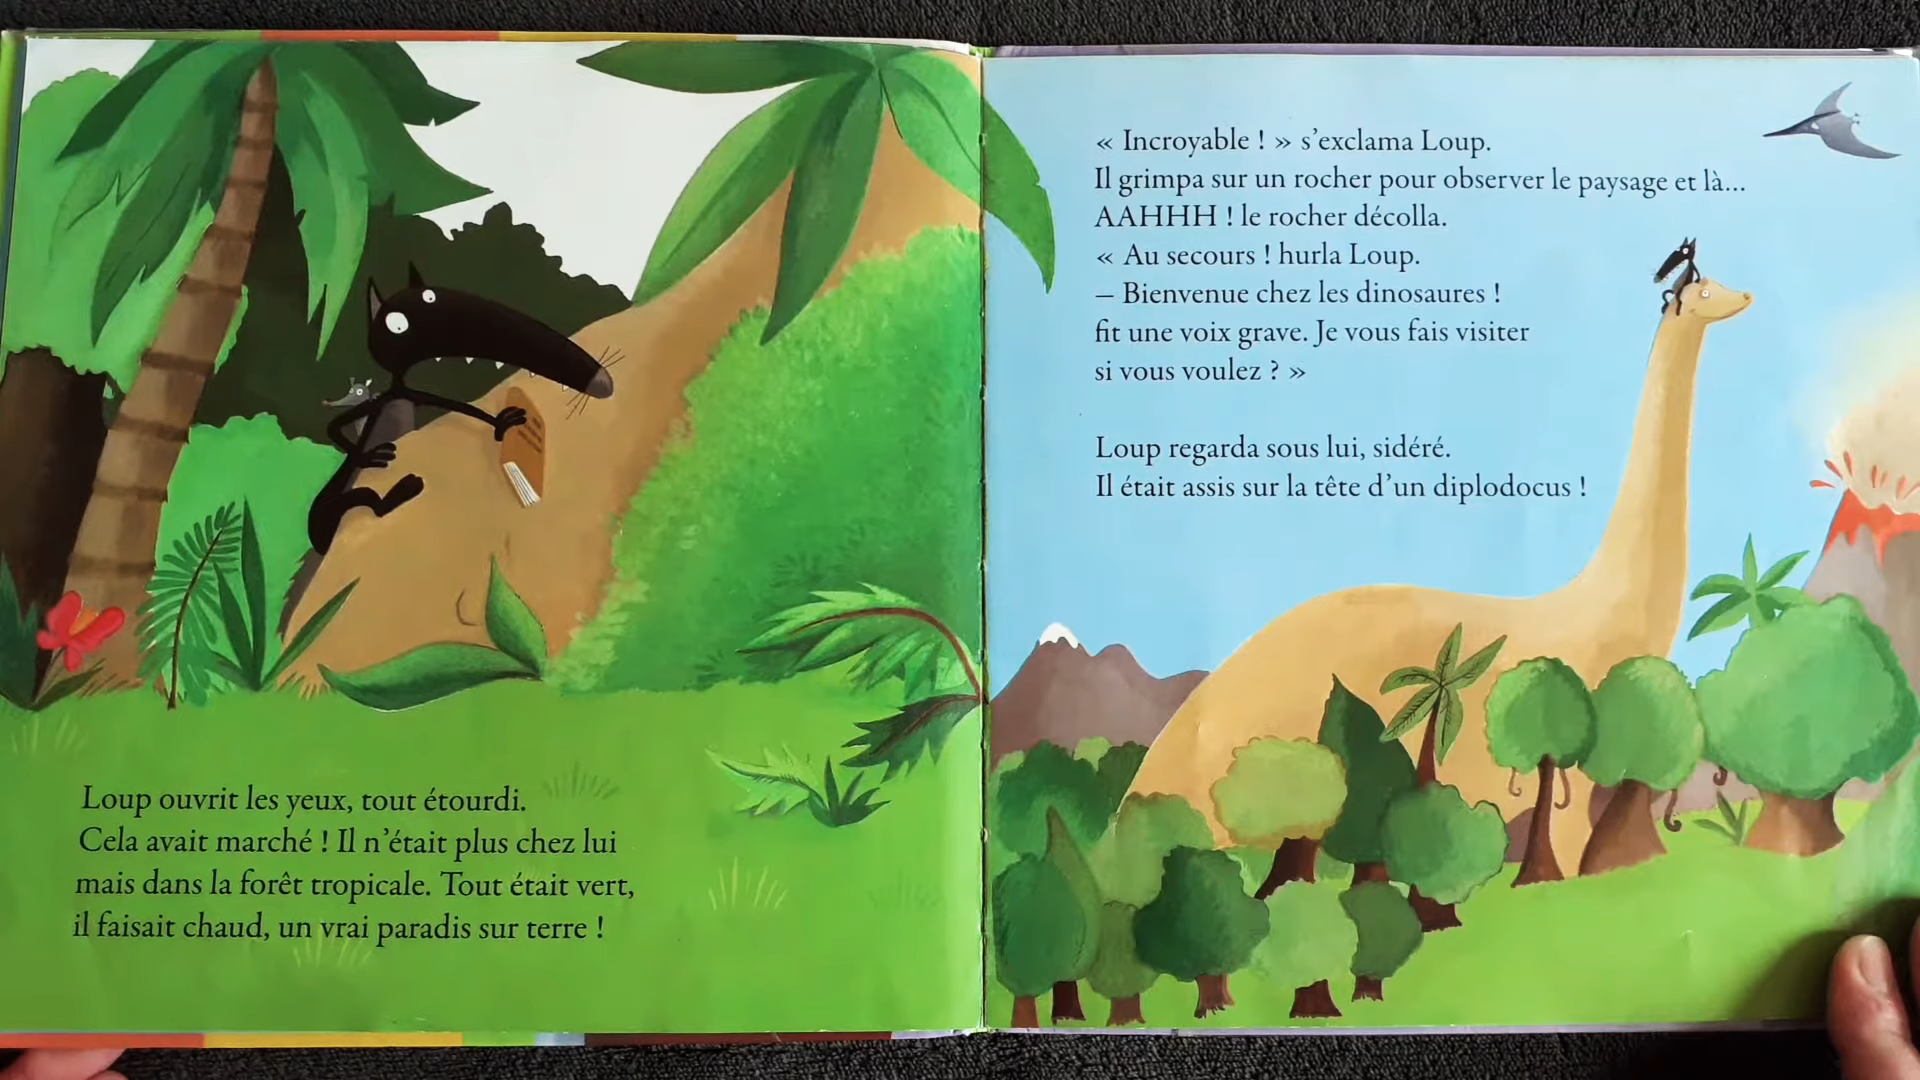 Loup ouvrit les yeux, tout étourdi.
Cela avait marché ! Il n'était plus chez lui
mais dans la forêt tropicale. Tout était vert,
il faisait chaud, un vrai paradis sur terre !
« Incroyable ! » s'exclama Loup.
Il grimpa sur un rocher pour observer le paysage et là...
AAHHH ! le rocher décolla.
« Au secours ! hurla Loup.
– Bienvenue chez les dinosaures !
fit une voix grave. Je vous fais visiter
si vous voulez ? »
Loup regarda sous lui, sidéré.
Il était assis sur la tête d'un diplodocus !